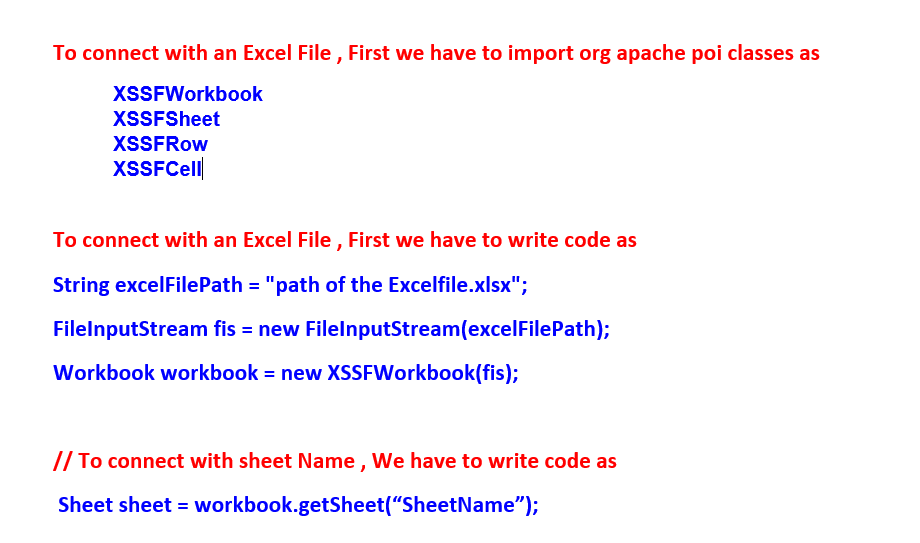 To connect with an Excel File , First we have to import org apache poi classes as
XSSFWorkbook
XSSFSheet
XSSFRow
XSSFCell
To connect with an Excel File , First we have to write code as
String excelFilePath = "path of the Excelfile.xlsx";
FileInputStream fis = new FileInputStream(excelFilePath);
Workbook workbook = new XSSFWorkbook(fis);
// To connect with sheet Name , We have to write code as
Sheet sheet = workbook.getSheet(“SheetName”);